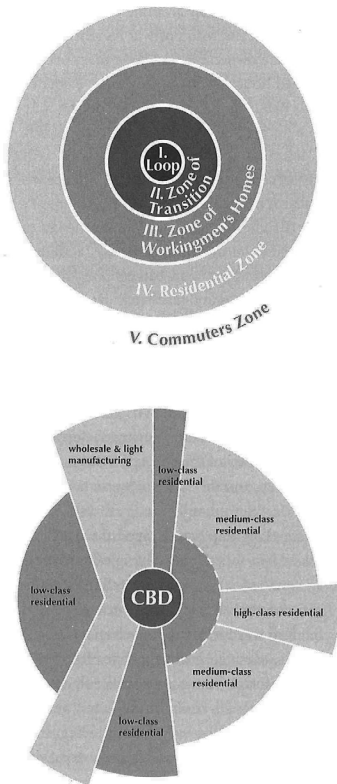 I.
Loop
II. Zone of
Transition
III. Zone of
Workingmen's Homes
IV. Residential Zone
V. Commuters Zone
wholesale & light
manufacturing
low-class
residential
medium-class
residential
low-class
residential
CBD
high-class residential
medium-class
residential
low-class
residential